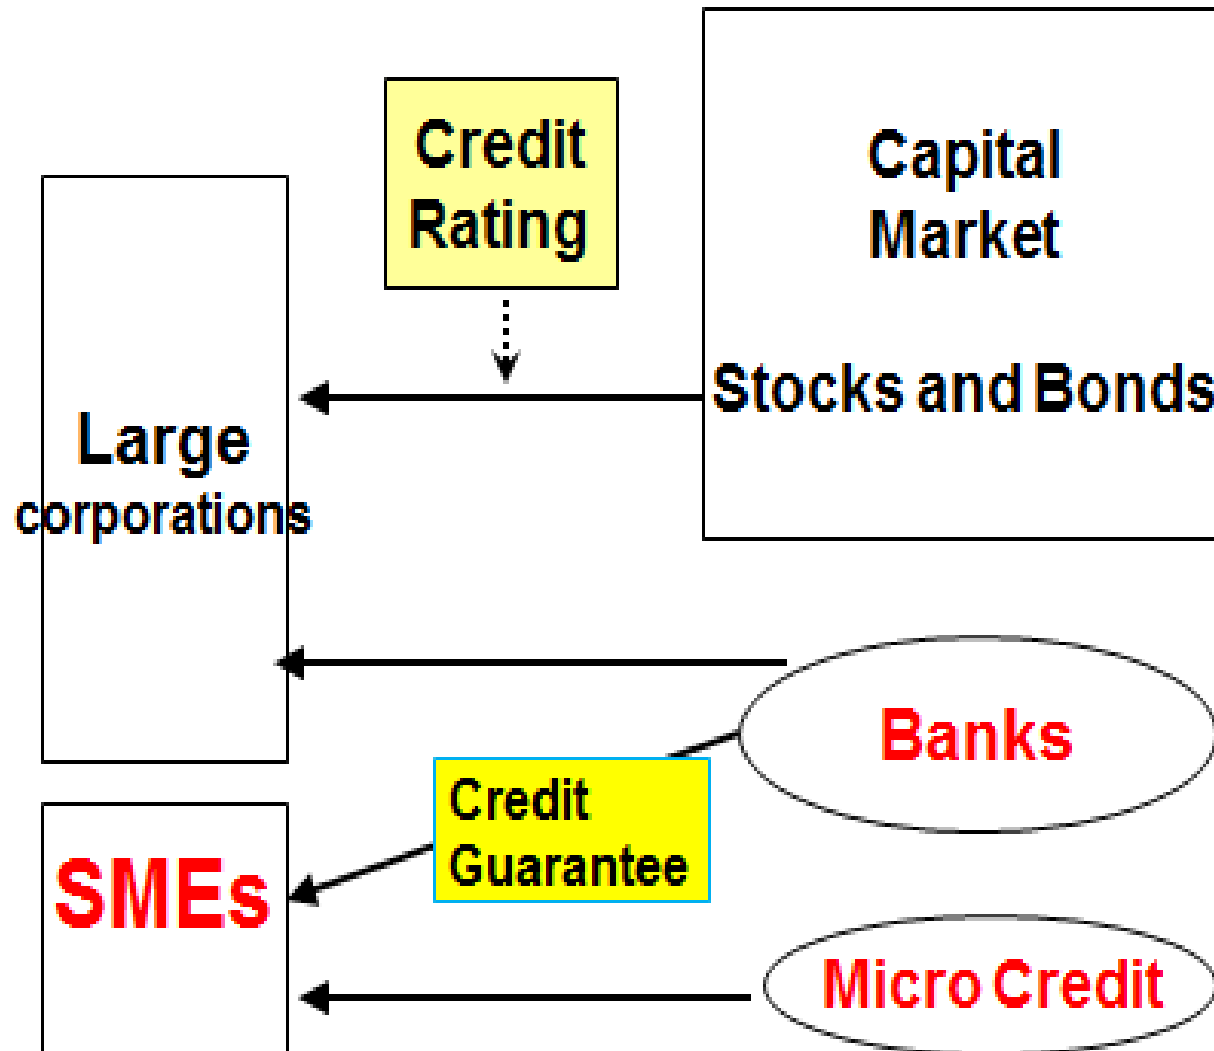 Credit
Rating
Capital
Market
Stocks and Bonds
Large
corporations
Banks
Credit
Guarantee
SMEs
Micro Credit